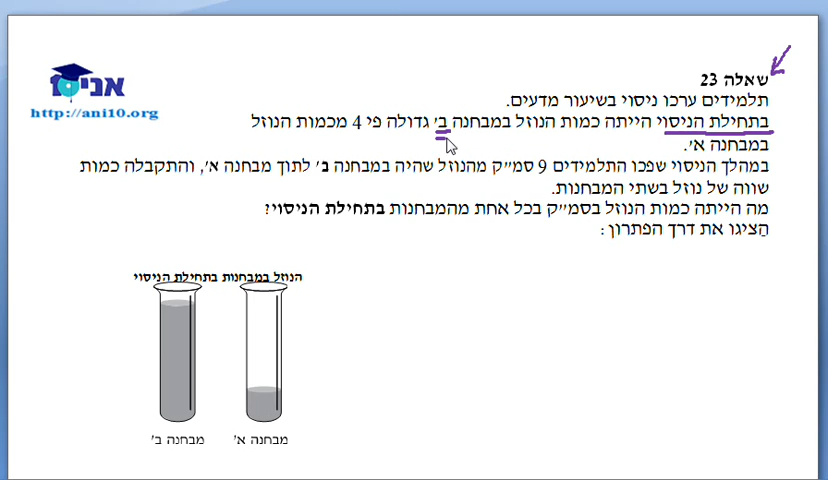 אני10
http://ani10.org
שאלה 23
תלמידים ערכו ניסוי בשיעור מדעים.
בתחילת הניסוי הייתה כמות הנוזל במבחנה ב' גדולה פי 4 מכמות הנוזל
במבחנה א'.
במהלך הניסוי שפכו התלמידים 9 סמ"ק מהנוזל שהיה במבחנה ב' לתוך מבחנה א', והתקבלה כמות
שווה של נוזל בשתי המבחנות.
מה הייתה כמות הנוזל בסמ"ק בכל אחת מהמבחנות בתחילת הניסוי?
הַציגו את דרך הפתרון:
הנוזל במבחנות בתחילת הניסוי
מבחנה א'
מבחנה ב'